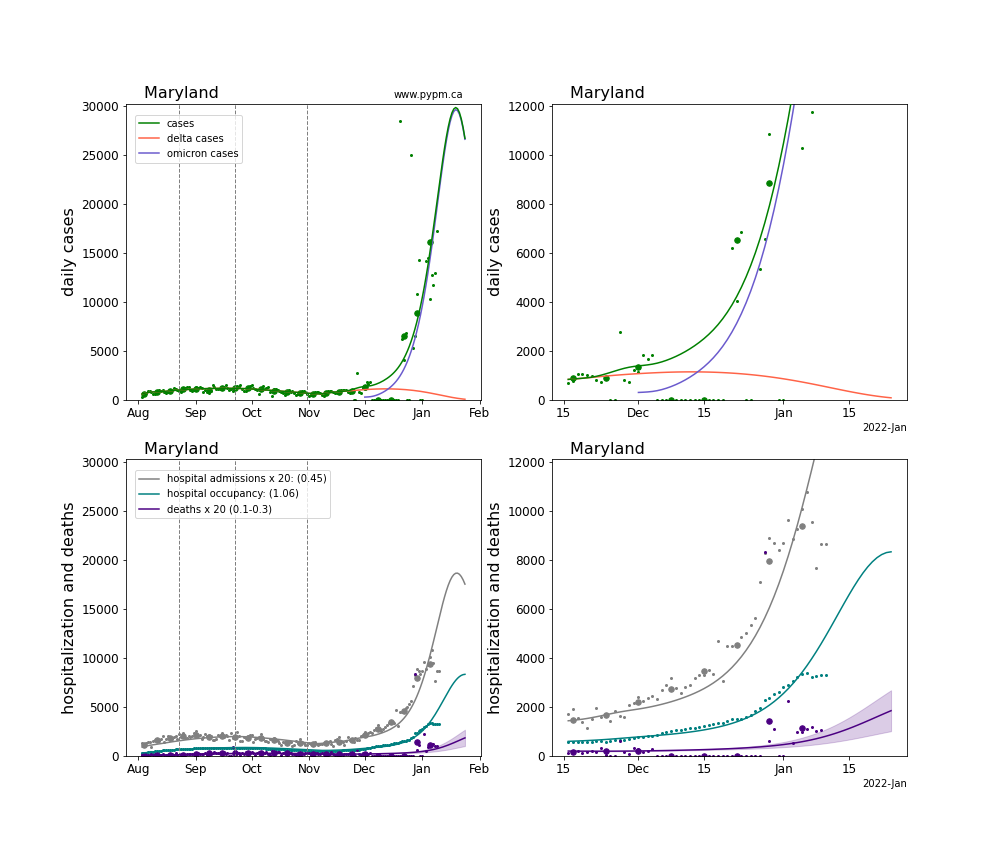 Maryland
www.pypm.ca
30000
25000
20000
15000
10000
5000
0
daily cases
cases
delta cases
omicron cases
Aug Sep Oct Nov Dec Jan Feb
Maryland
12000
10000
8000
6000
4000
2000
0
daily cases
15 Dec 15 Jan 15
2022-Jan
Maryland
30000
25000
20000
15000
10000
5000
0
hospitalization and deaths
hospital admissions x 20: (0.45)
hospital occupancy: (1.06)
deaths x 20 (0.1-0.3)
Aug Sep Oct Nov Dec Jan Feb
Maryland
12000
10000
8000
6000
4000
2000
0
hospitalization and deaths
15 Dec 15 Jan 15
2022-Jan